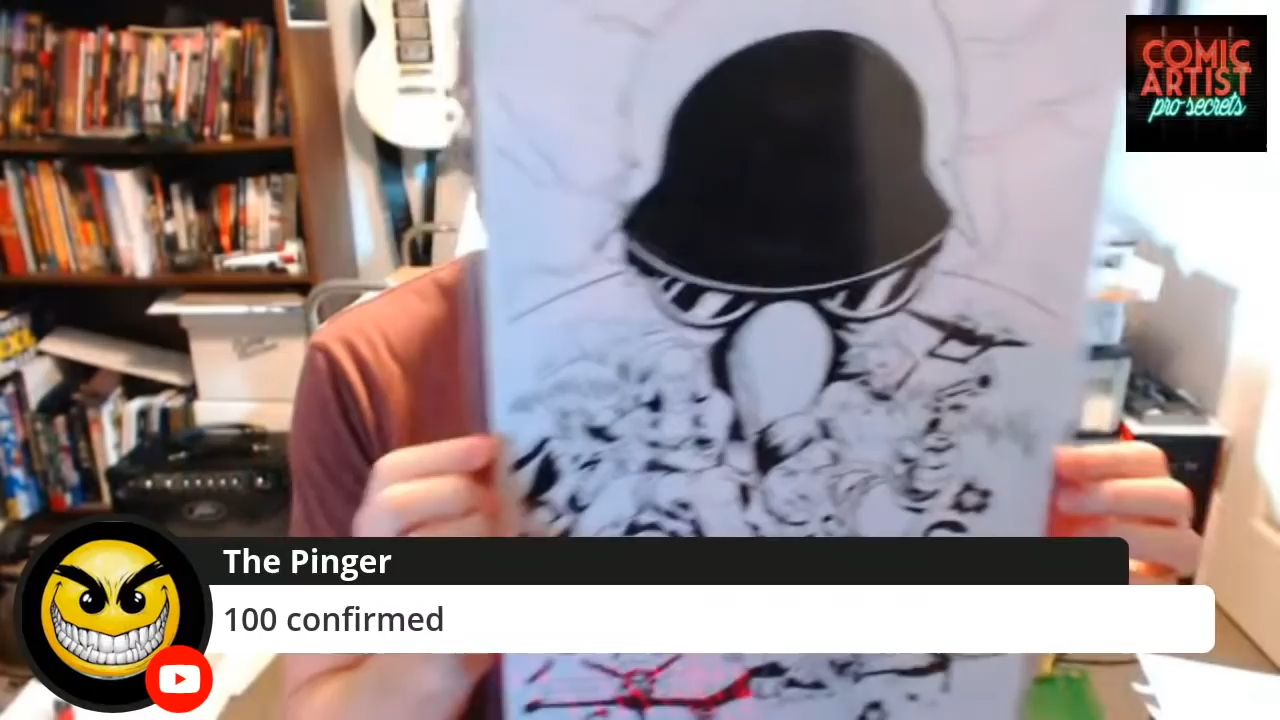 COMIC
ARTIST
pro secrets
The Pinger
100 confirmed